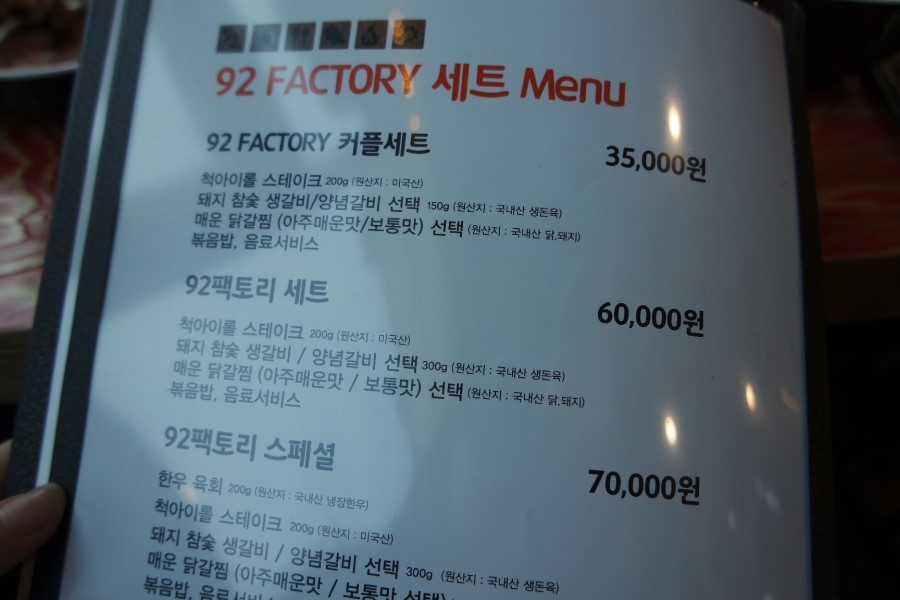 92 FACTORY 세트 Menu
92 FACTORY 커플세트 35,000원
척아이롤 스테이크 200g (원산지 : 미국산)
돼지 참숯 생갈비/양념갈비 선택 150g (원산지 : 국내산 생돈육)
매운 닭갈찜 (아주매운맛/보통맛) 선택 (원산지 : 국내산 닭,돼지)
볶음밥, 음료서비스
92팩토리 세트 60,000원
척아이롤 스테이크 200g (원산지 : 미국산)
돼지 참숯 생갈비 / 양념갈비 선택 300g (원산지 : 국내산 생돈육)
매운 닭갈찜 (아주매운맛 / 보통맛) 선택 (원산지 : 국내산 닭,돼지)
볶음밥, 음료서비스
92팩토리 스페셜 70,000원
한우 육회 200g (원산지 : 국내산 냉장한우)
척아이롤 스테이크 200g (원산지 : 미국산)
돼지 참숯 생갈비 / 양념갈비 선택 300g (원산지 : 국내산 생돈육)
매운 닭갈찜 (아주매운맛 / 보통맛) 선택)
볶음밥, 음료서비스